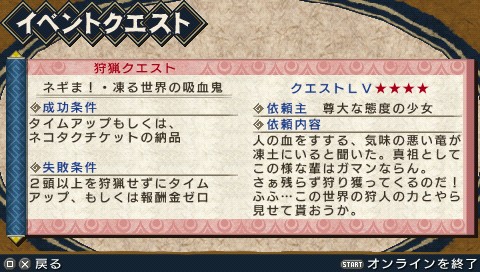 イベントクエスト
狩猟クエスト
ネギま！・凍る世界の吸血鬼
成功条件
タイムアップもしくは、
ネコタクチケットの納品
失敗条件
２頭以上を狩猟せずにタイム
アップ、もしくは報酬金ゼロ
クエストＬＶ★★★★
依頼主 尊大な態度の少女
依頼内容
人の血をすする、気味の悪い竜が
凍土にいると聞いた。真祖として
この様な輩はガマンならん。
さぁ残らず狩り獲ってくるのだ！
ふふ…この世界の狩人の力とやら
見せて貰おうか。
戻る
START オンラインを終了